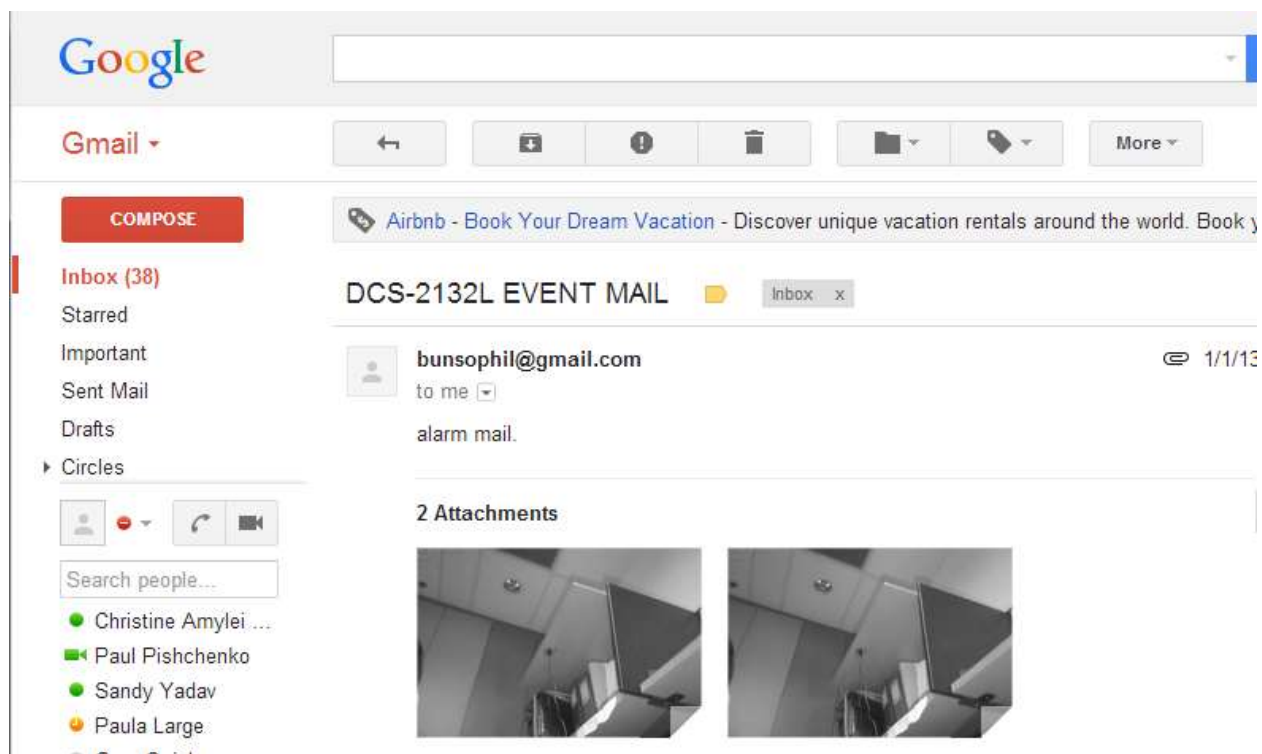 Google
Gmail
More
COMPOSE
Airbnb - Book Your Dream Vacation - Discover unique vacation rentals around the world. Book
Inbox (38)
Starred
Important
Sent Mail
Drafts
Circles
DCS-2132L EVENT MAIL
Inbox x
bunsophil@gmail.com
1/1/13
to me
alarm mail.
2 Attachments
Search people...
Christine Amylei ...
Paul Pishchenko
Sandy Yadav
Paula Large